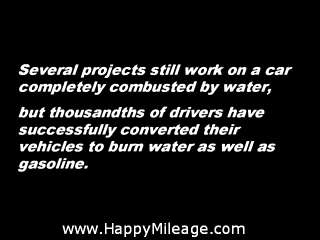 Several projects still work on a car
completely combusted by water,
but thousandths of drivers have
successfully converted their
vehicles to burn water as well as
gasoline.
www.HappyMileage.com